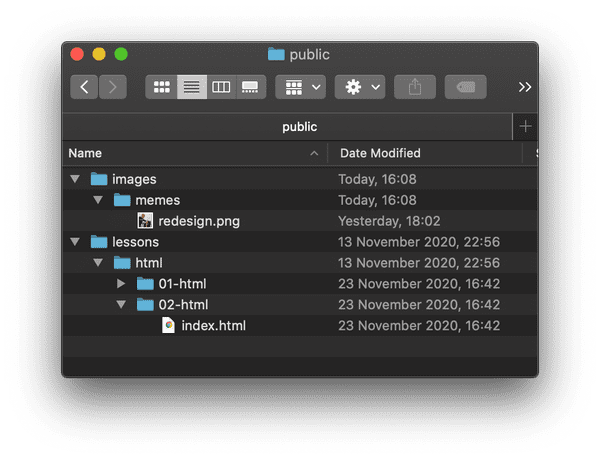 public
public
Name Date Modified
images Today, 16:08
memes Today, 16:08
redesign.png Yesterday, 18:02
lessons 13 November 2020, 22:56
html 13 November 2020, 22:56
01-html 23 November 2020, 16:42
02-html 23 November 2020, 16:42
index.html 23 November 2020, 16:42